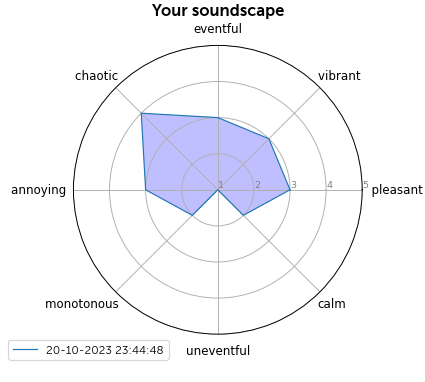 Your soundscape
eventful
chaotic
vibrant
annoying
1 2 3 4 5
pleasant
monotonous
calm
uneventful
20-10-2023 23:44:48